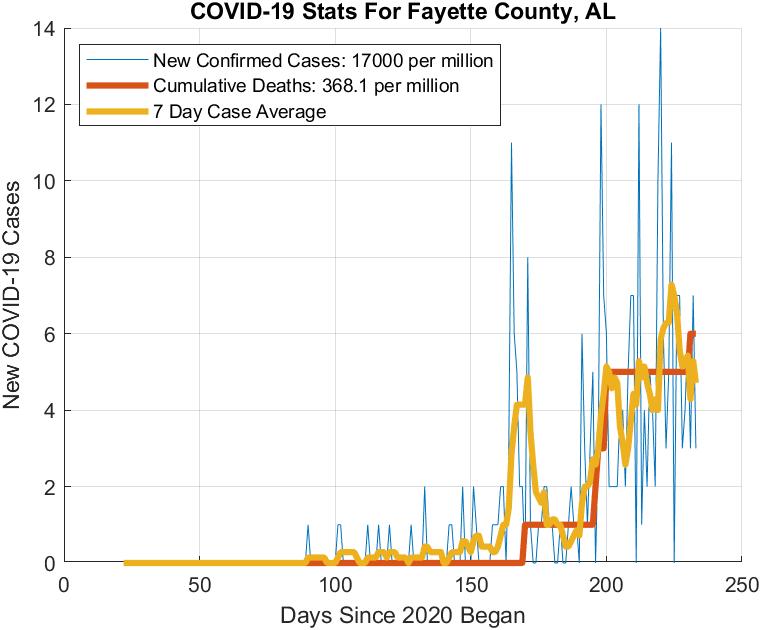 COVID-19 Stats For Fayette County, AL
New Confirmed Cases: 17000 per million
Cumulative Deaths: 368.1 per million
7 Day Case Average
New COVID-19 Cases
14
12
10
8
6
4
2
0
0 50 100 150 200 250
Days Since 2020 Began